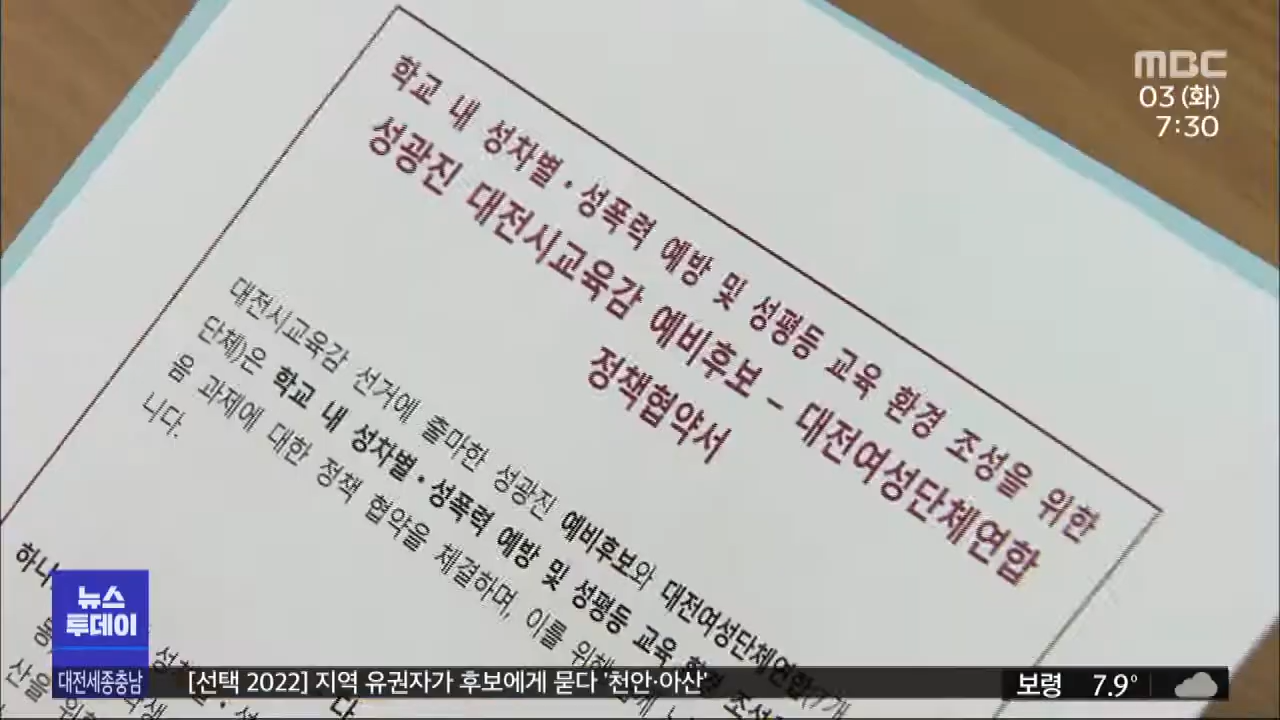 MBC
03 (화)
7:30
학교 내 성차별·성폭력 예방 및 성평등 교육 환경 조성을 위한
성광진 대전시교육감 예비후보 - 대전여성단체연합
정책협약서
대전시교육감 선거에 출마한 성광진 예비후보와 대전여성단체연합(7개
단체)은 학교 내 성차별·성폭력 예방 및 성평등 교육 환경
음 과제에 대한 정책 협약을 체결하며, 이를 위해
니다.
하나
산을
뉴스
투데이
대전세종충남
[선택 2022] 지역 유권자가 후보에게 묻다 '천안·아산'
보령 7.9°